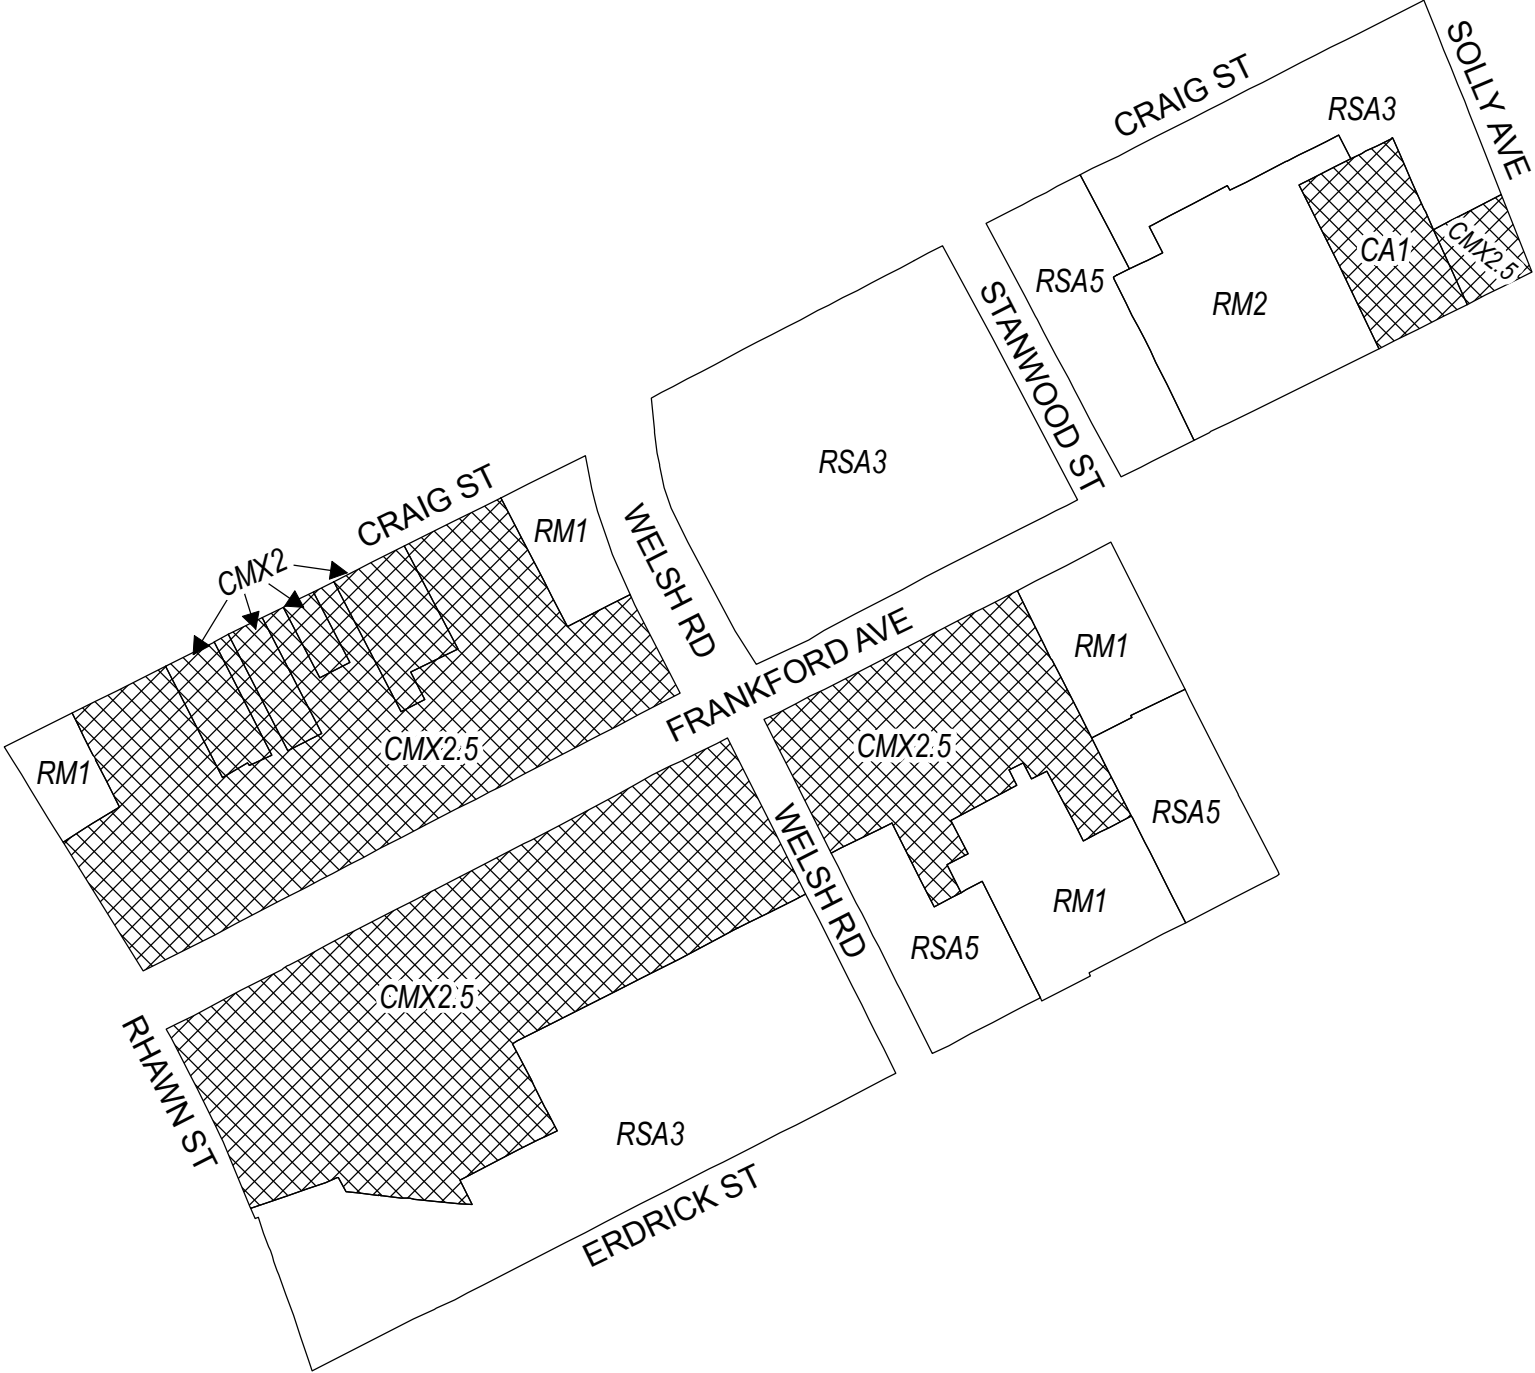 SOLLY AVE
CRAIG ST
RSA3
CA1
CMX2.5
RSA5
RM2
STANWOOD ST
RSA3
CRAIG ST
RM1
WELSH RD
CMX2
FRANKFORD AVE
RM1
CMX2.5
RM1
CMX2.5
RSA5
WELSH RD
RM1
RSA5
CMX2.5
RHAWN ST
RSA3
ERDRICK ST